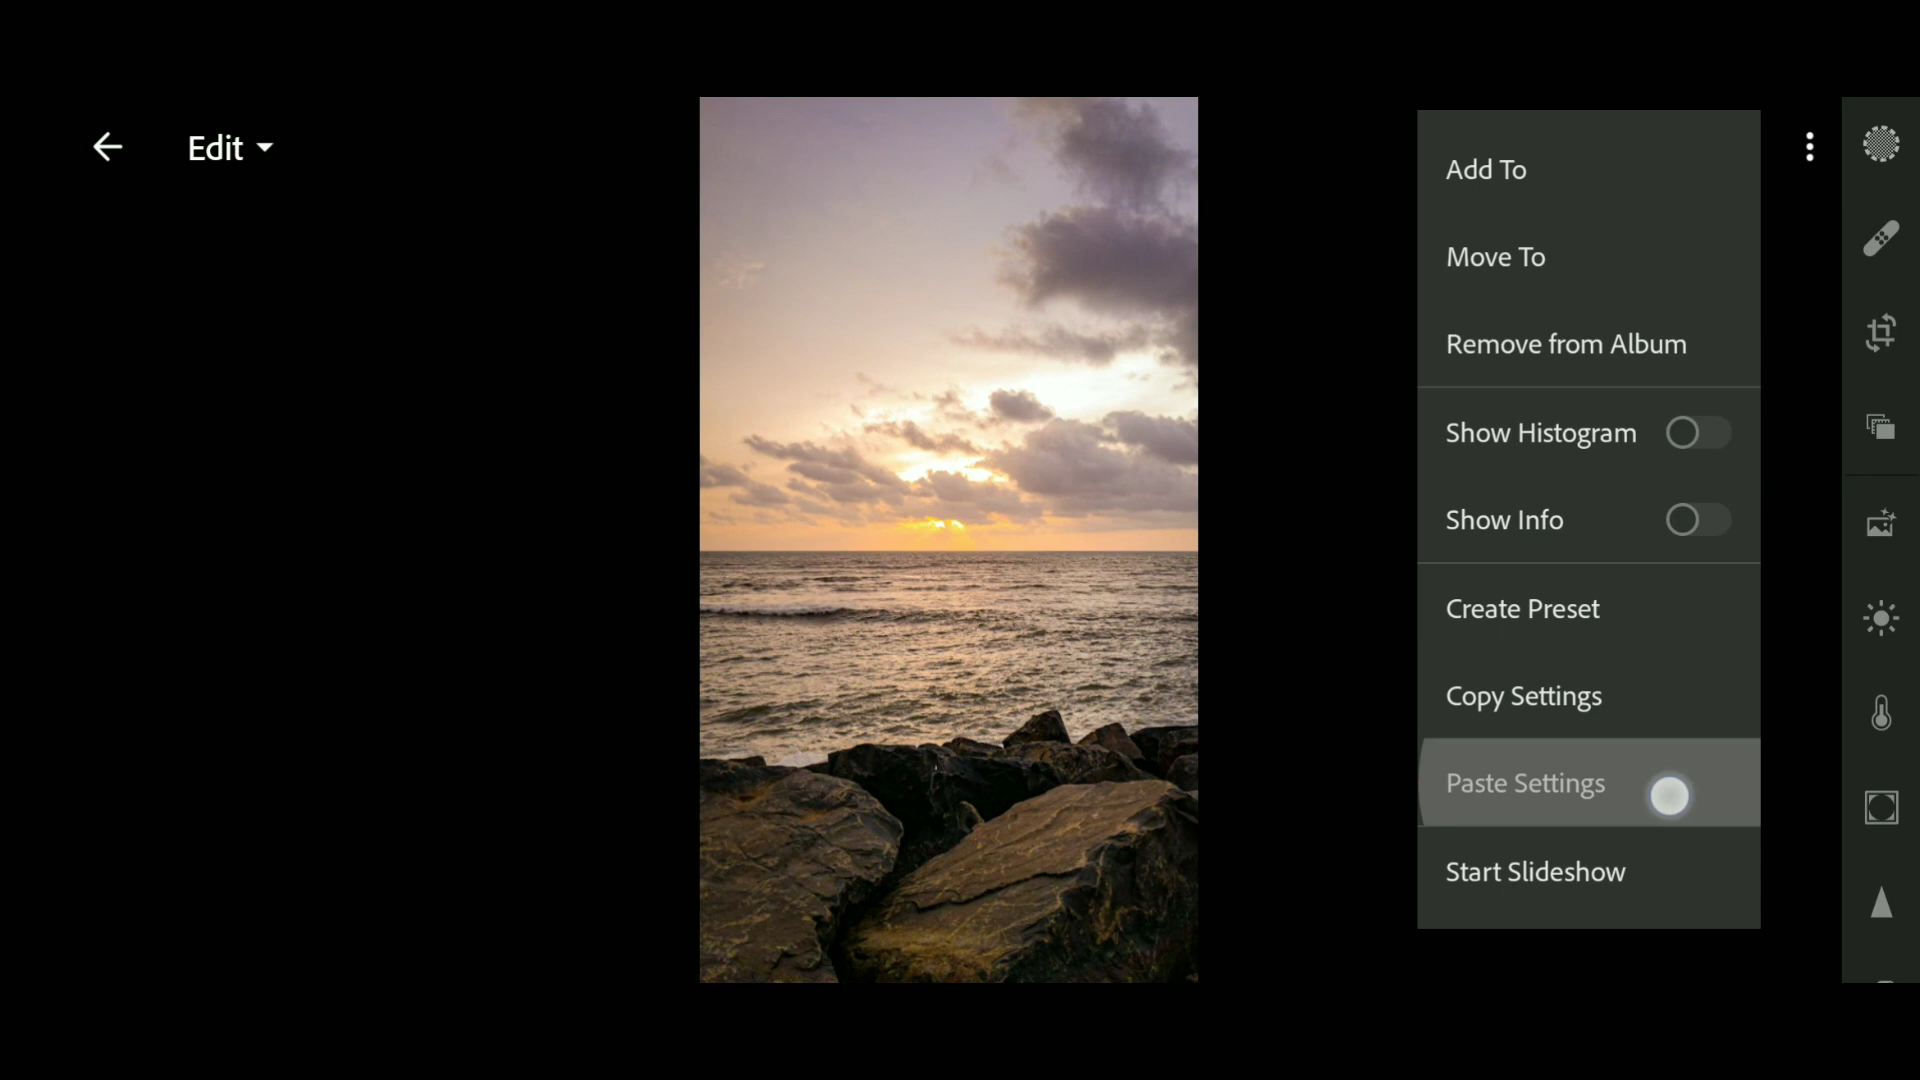 Edit
Add To
Move To
Remove from Album
Show Histogram
Show Info
Create Preset
Copy Settings
Paste Settings
Start Slideshow